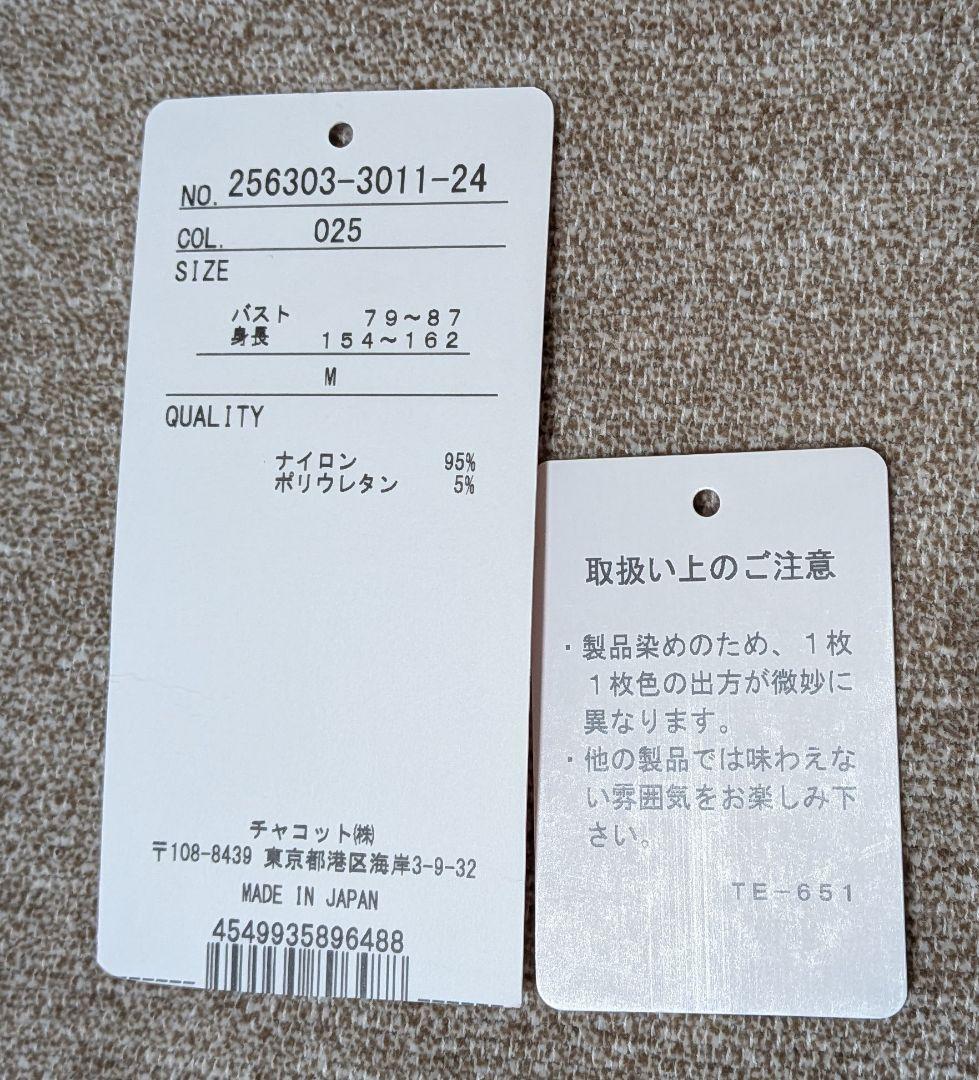 NO. 256303-3011-24
COL. 025
SIZE
バスト 79～87
身長 154～162
M
QUALITY
ナイロン 95%
ポリウレタン 5%
チャコット㈱
〒108-8439 東京都港区海岸3-9-32
MADE IN JAPAN
4549935896488
取扱い上のご注意
・製品染めのため、１枚
１枚色の出方が微妙に
異なります。
・他の製品では味わえな
い雰囲気をお楽しみ下
さい。
ＴＥ－６５１